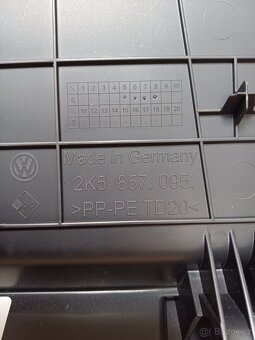 1 2 3 4 5 6 7 8 9 10
S
11 12 13 14 15 16 17 18 19 20
S
Made in Germany
2K5. 857. 095.
>PP-PE TD20<